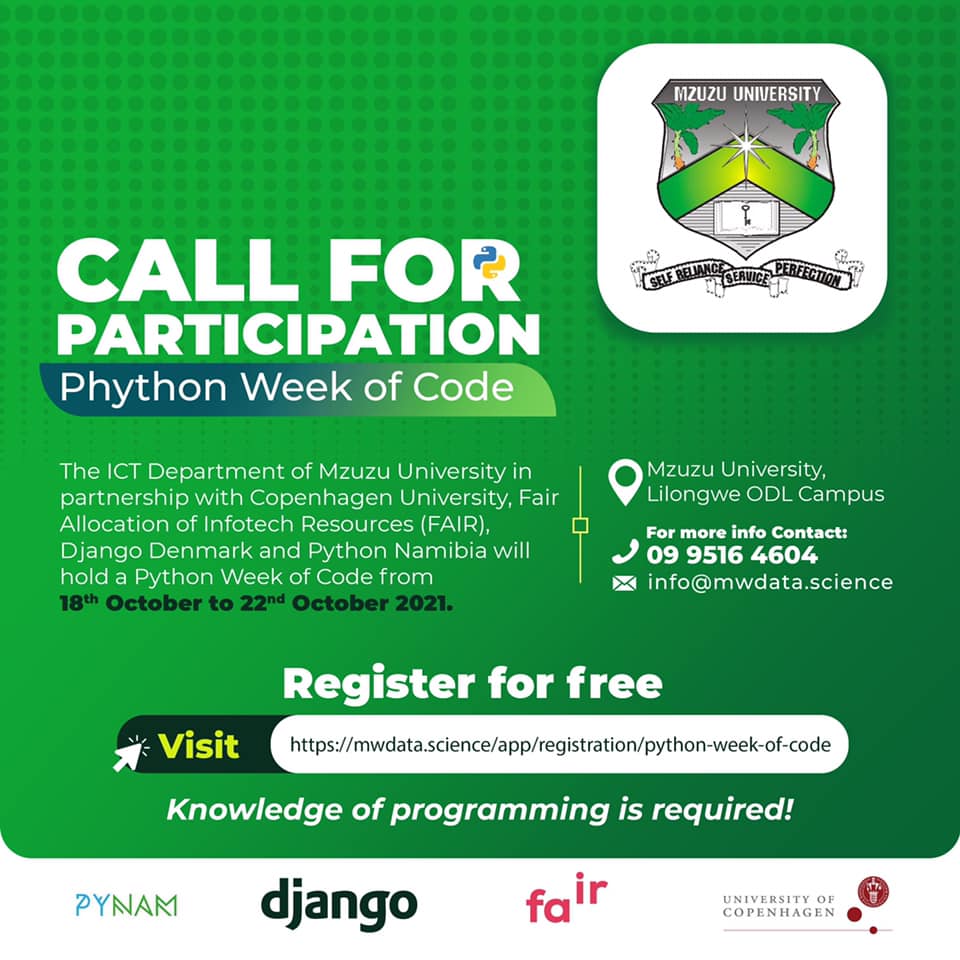 MZUZU UNIVERSITY
SELF RELIANCE SERVICE PERFECTION
CALL FOR
PARTICIPATION
Phython Week of Code
The ICT Department of Mzuzu University in
partnership with Copenhagen University, Fair
Allocation of Infotech Resources (FAIR),
Django Denmark and Python Namibia will
hold a Python Week of Code from
18th October to 22nd October 2021.
Mzuzu University,
Lilongwe ODL Campus
For more info Contact:
09 9516 4604
info@mwdata.science
Register for free
Visit https://mwdata.science/app/registration/python-week-of-code
Knowledge of programming is required!
PYNAM
django
fair
UNIVERSITY OF
COPENHAGEN